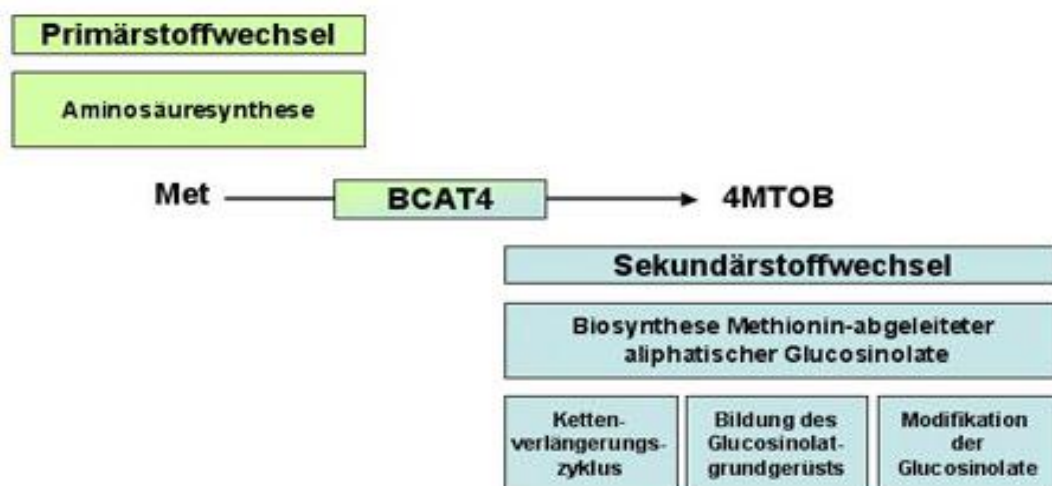 Primärstoffwechsel
Aminosäuresynthese
Met
BCAT4
4MTOB
Sekundärstoffwechsel
Biosynthese Methionin-abgeleiteter
aliphatischer Glucosinolate
Ketten-
verlängerungs-
zyklus
Bildung des
Glucosinolat-
grundgerüsts
Modifikation
der
Glucosinolate